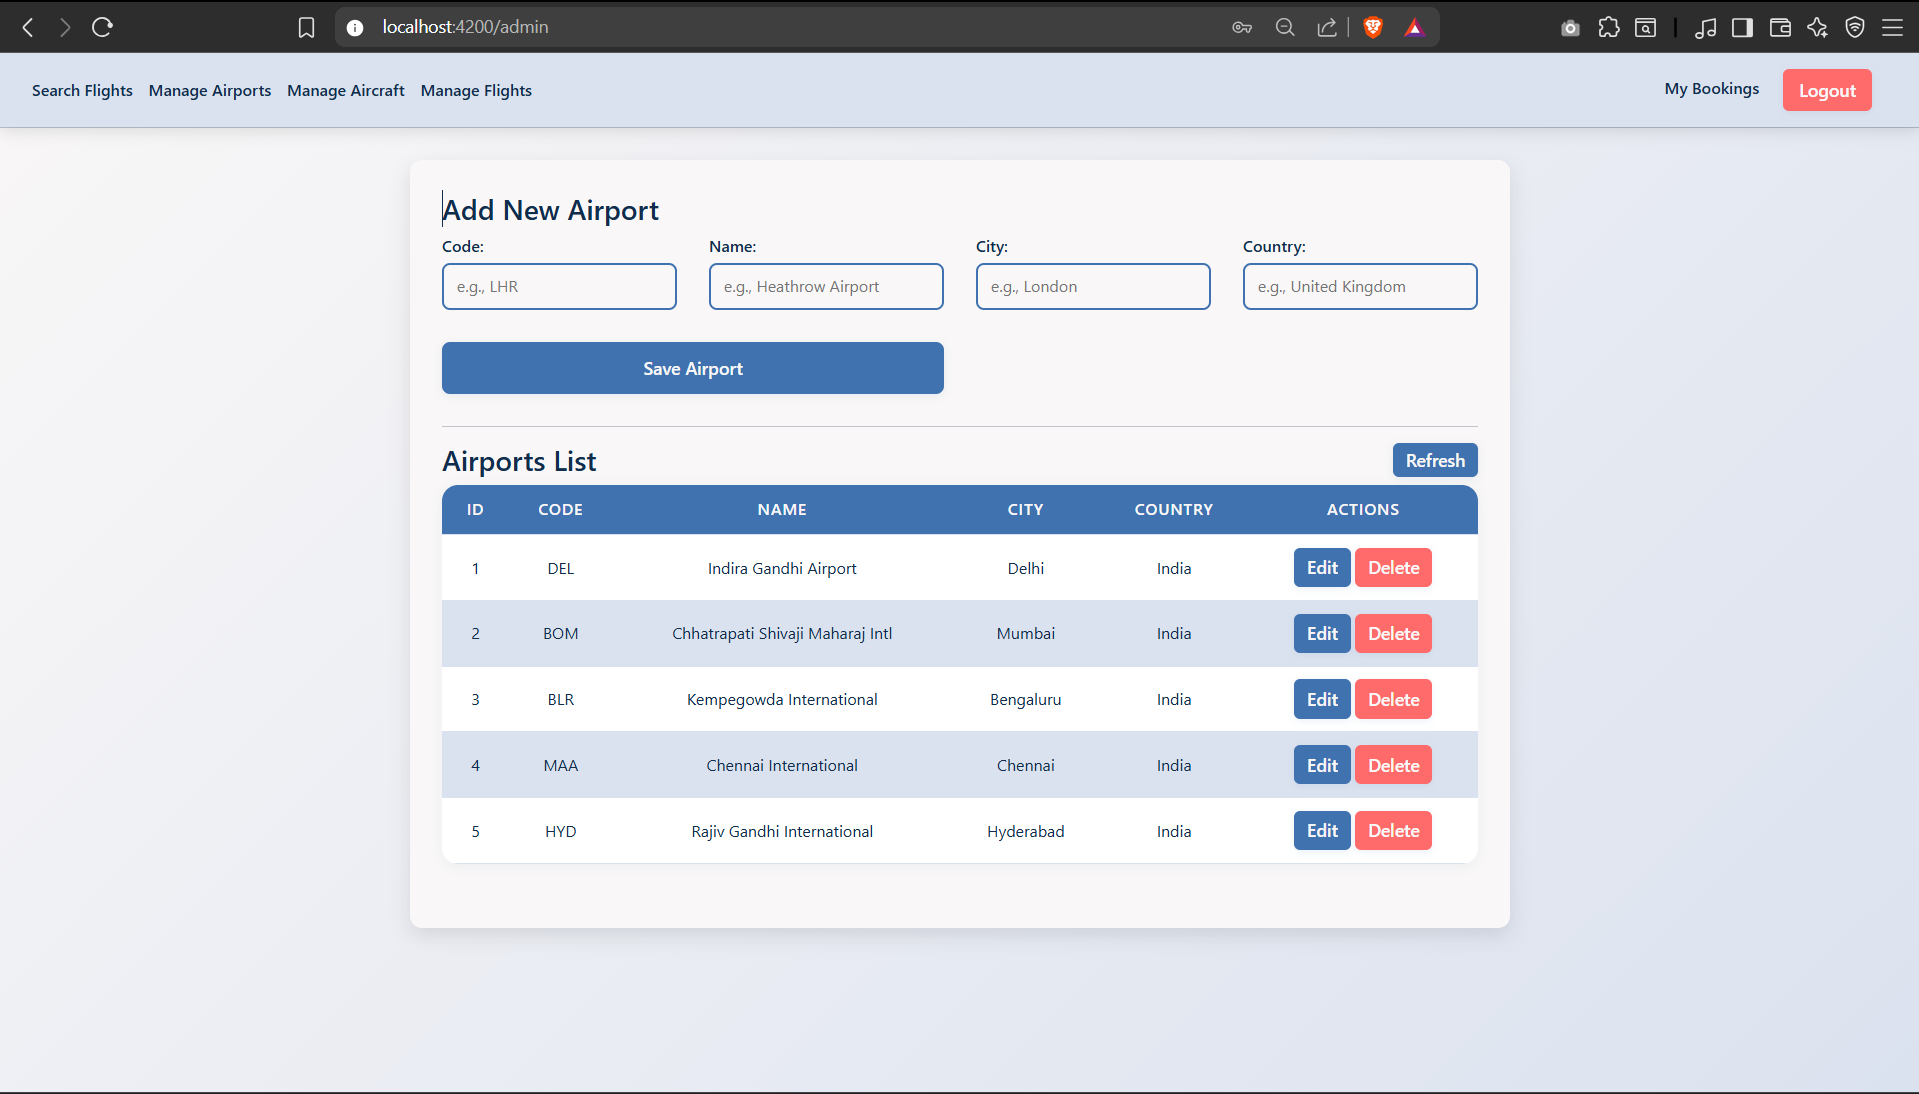 localhost:4200/admin
Search Flights Manage Airports Manage Aircraft Manage Flights My Bookings Logout
Add New Airport
Code: Name: City: Country:
e.g., LHR e.g., Heathrow Airport e.g., London e.g., United Kingdom
Save Airport
Airports List Refresh
ID CODE NAME CITY COUNTRY ACTIONS
1 DEL Indira Gandhi Airport Delhi India Edit Delete
2 BOM Chhatrapati Shivaji Maharaj Intl Mumbai India Edit Delete
3 BLR Kempegowda International Bengaluru India Edit Delete
4 MAA Chennai International Chennai India Edit Delete
5 HYD Rajiv Gandhi International Hyderabad India Edit Delete